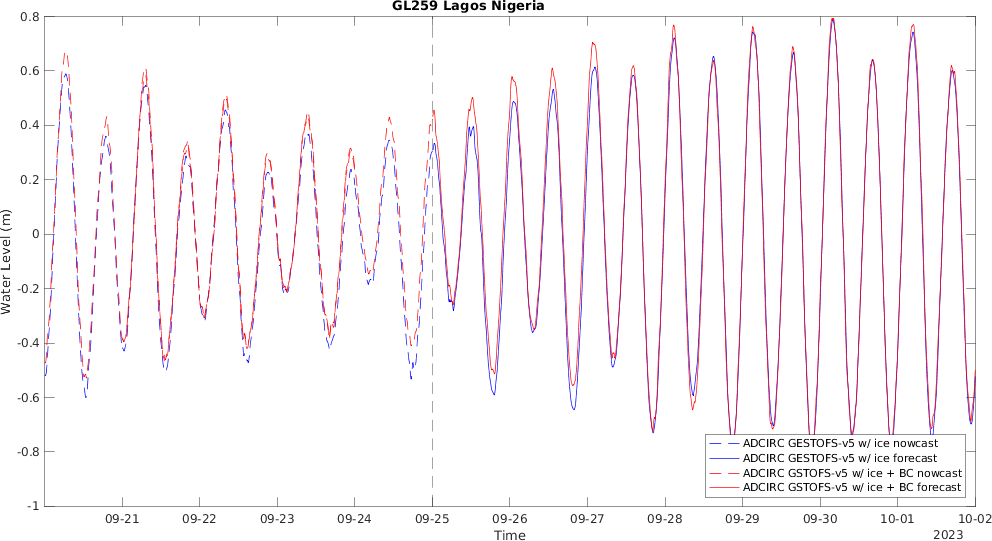 GL259 Lagos Nigeria
0.8
0.6
0.4
0.2
0
-0.2
-0.4
-0.6
-0.8
-1
Water Level (m)
ADCIRC GESTOFS-v5 w/ ice nowcast
ADCIRC GESTOFS-v5 w/ ice forecast
ADCIRC GSTOFS-v5 w/ ice + BC nowcast
ADCIRC GSTOFS-v5 w/ ice + BC forecast
09-21 09-22 09-23 09-24 09-25 09-26 09-27 09-28 09-29 09-30 10-01 10-02
Time 2023